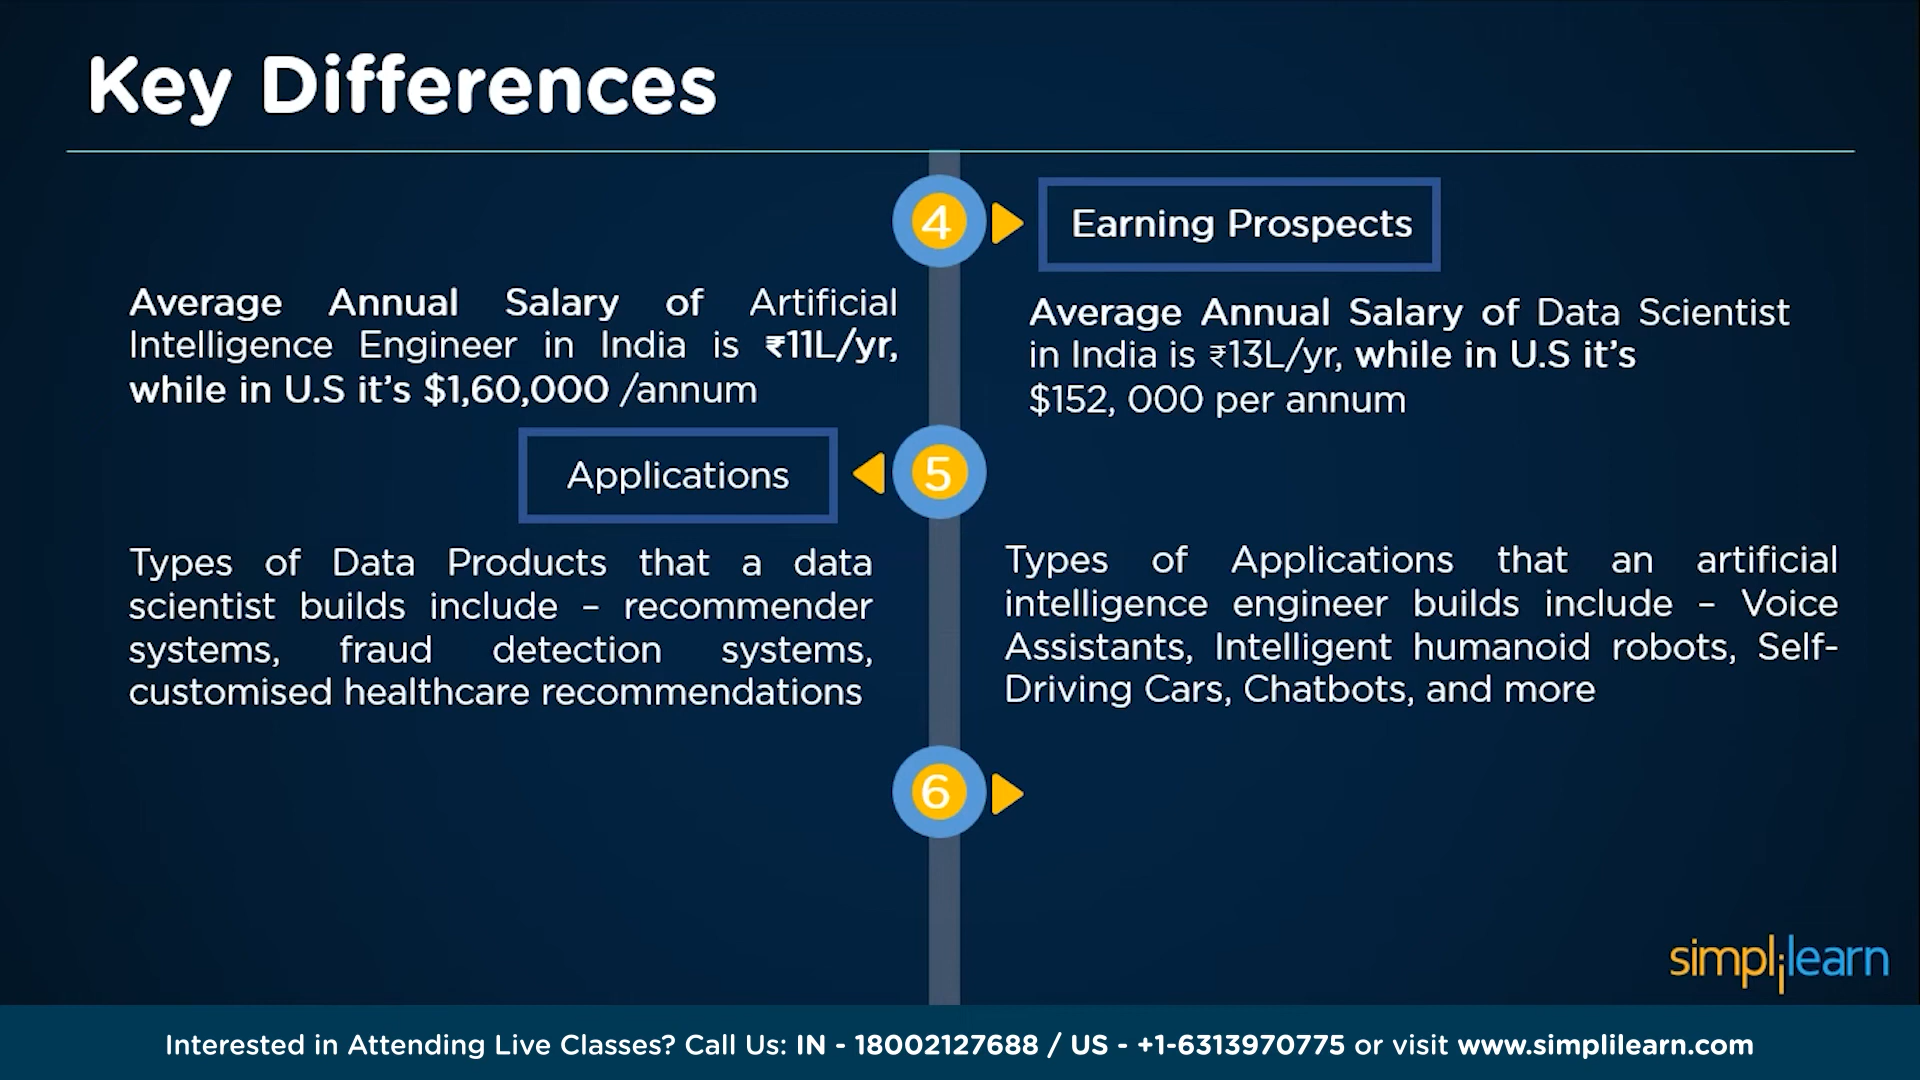 Key Differences
4
Earning Prospects
Average Annual Salary of Artificial
Intelligence Engineer in India is ₹11L/yr,
while in U.S it's $1,60,000 /annum
Average Annual Salary of Data Scientist
in India is ₹13L/yr, while in U.S it's
$152, 000 per annum
Applications
5
Types of Data Products that a data
scientist builds include – recommender
systems, fraud detection systems,
customised healthcare recommendations
Types of Applications that an artificial
intelligence engineer builds include – Voice
Assistants, Intelligent humanoid robots, Self-
Driving Cars, Chatbots, and more
6
simplilearn
Interested in Attending Live Classes? Call Us: IN - 18002127688 / US - +1-6313970775 or visit www.simplilearn.com